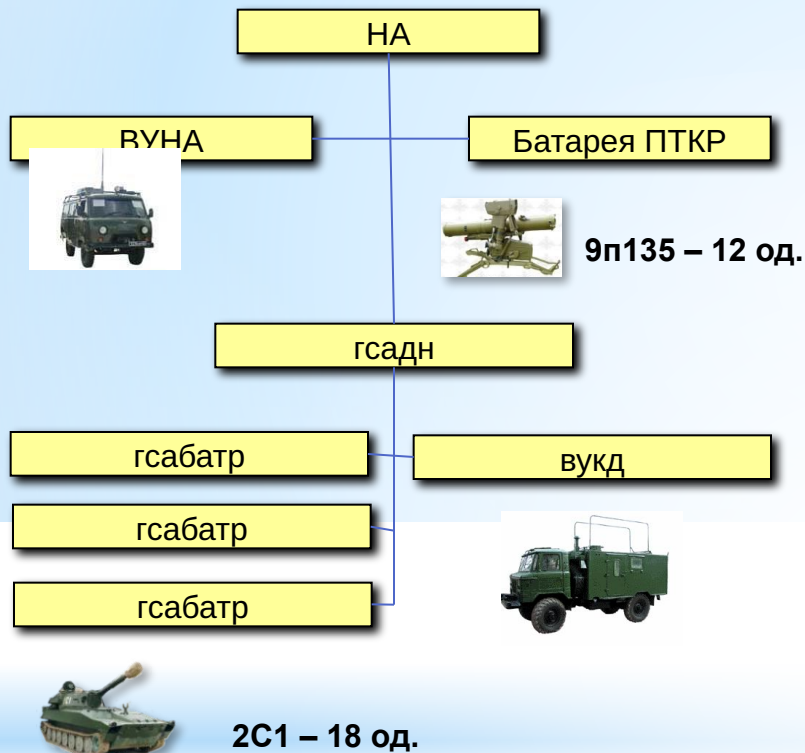 НА
ВУНА
Батарея ПТКР
9п135 – 12 од.
гсадн
гсабатр
вукд
гсабатр
гсабатр
2С1 – 18 од.